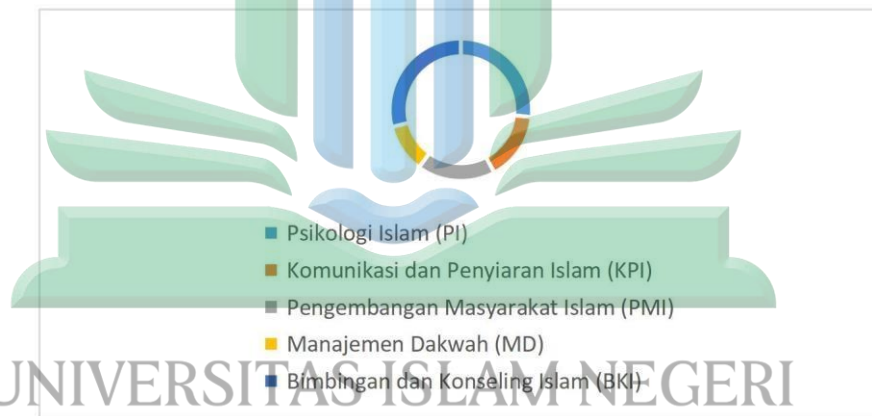 Psikologi Islam (PI)
Komunikasi dan Penyiaran Islam (KPI)
Pengembangan Masyarakat Islam (PMI)
Manajemen Dakwah (MD)
Bimbingan dan Konseling Islam (BKI)
UNIVERSITAS ISLAM NEGERI